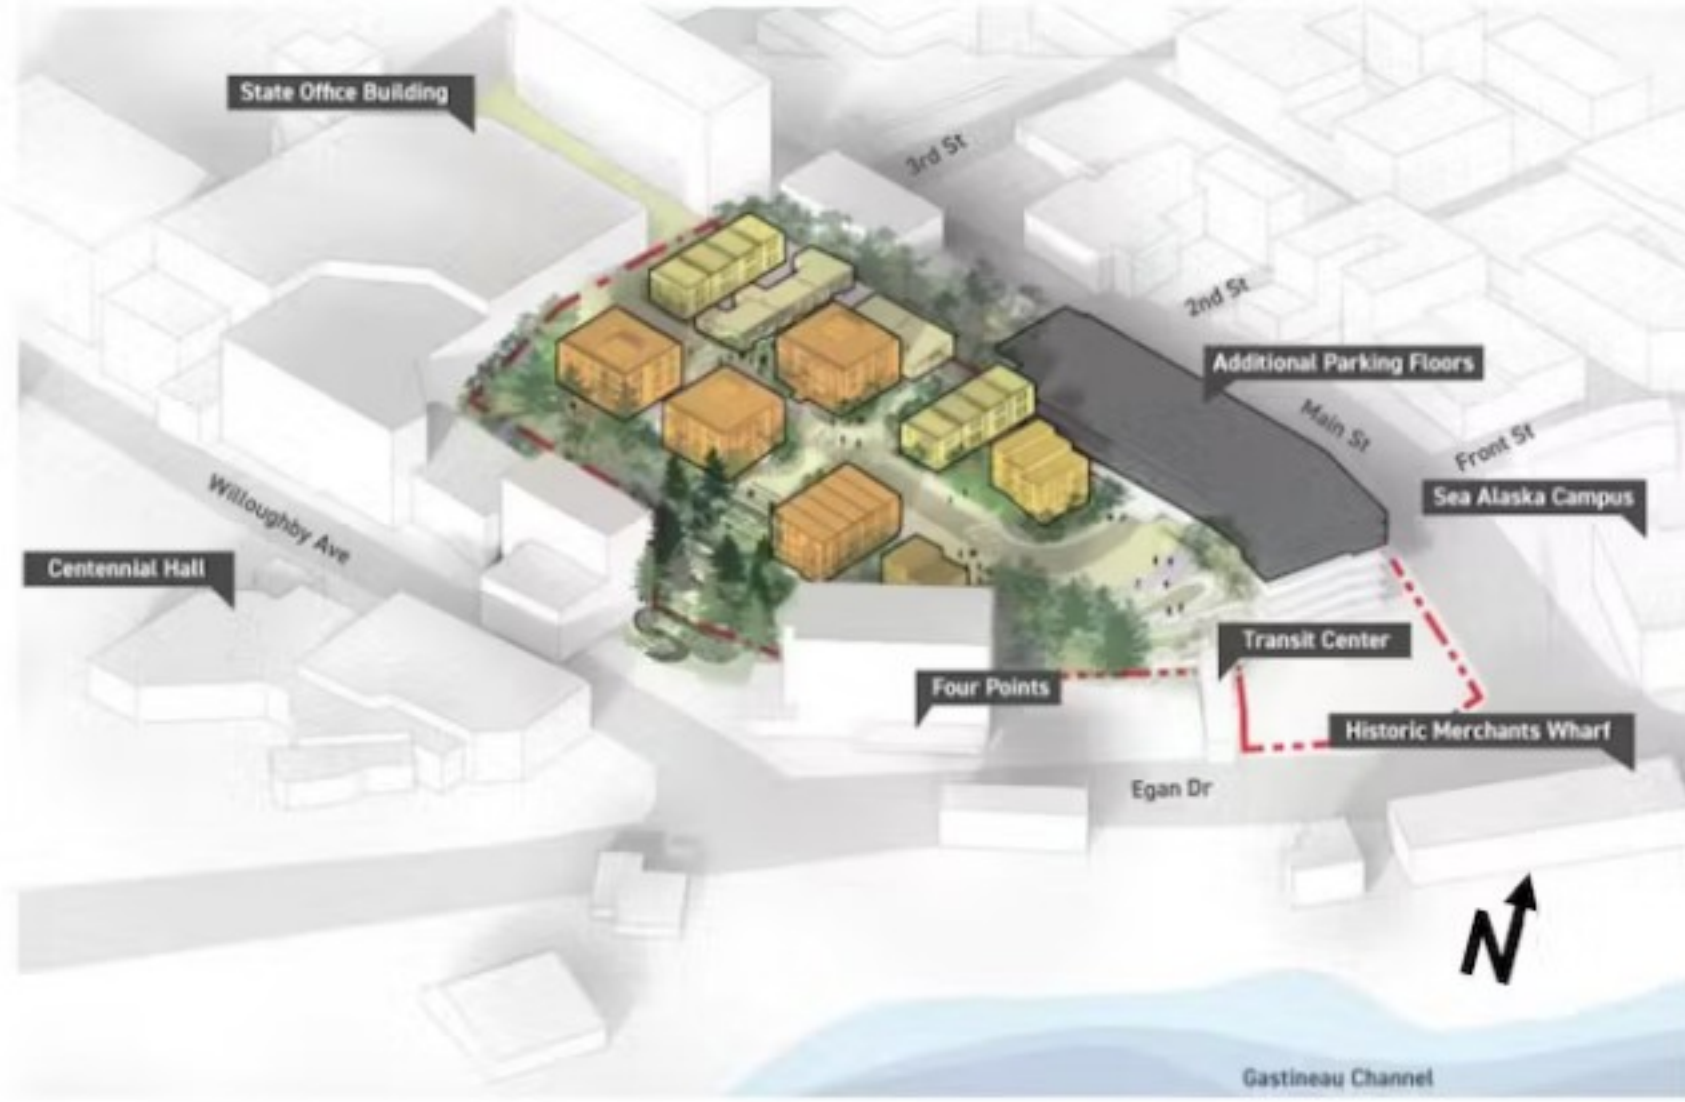 State Office Building
3rd St
2nd St
Additional Parking Floors
Main St
Front St
Sea Alaska Campus
Willoughby Ave
Centennial Hall
Transit Center
Four Points
Historic Merchants Wharf
Egan Dr
N
Gastineau Channel